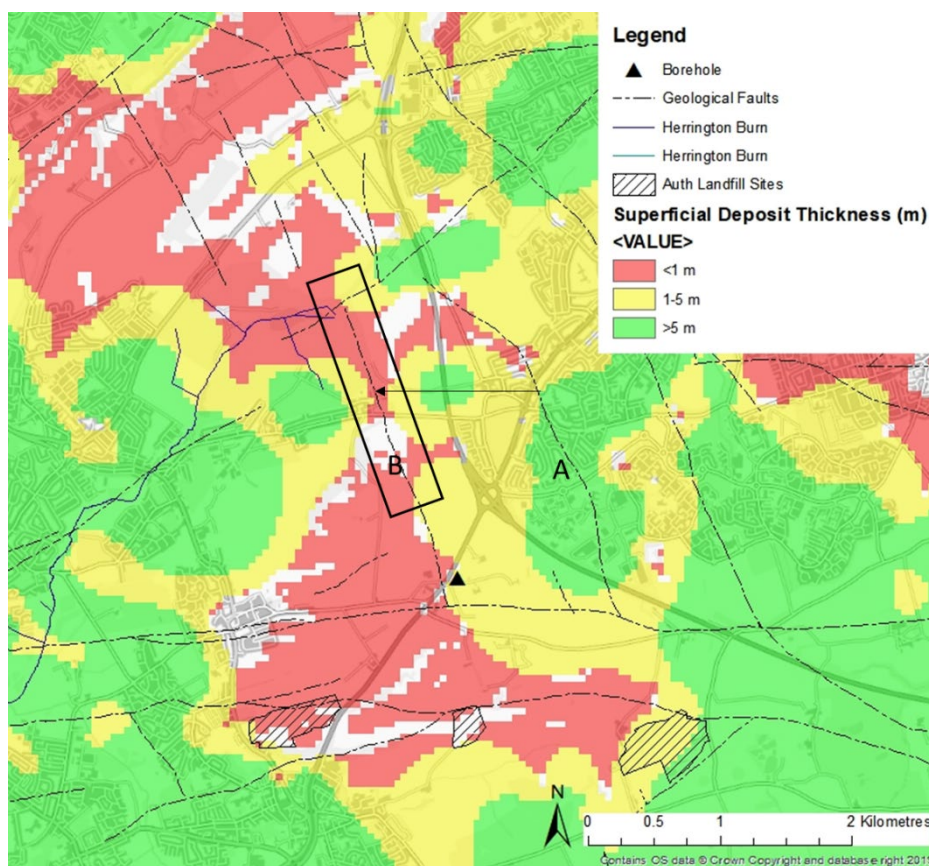 Legend
Borehole
Geological Faults
Herrington Burn
Herrington Burn
Auth Landfill Sites
Superficial Deposit Thickness (m)
<VALUE>
<1 m
1-5 m
>5 m
B
A
N
0 0.5 1 2 Kilometres
Contains OS data © Crown Copyright and database right 2019